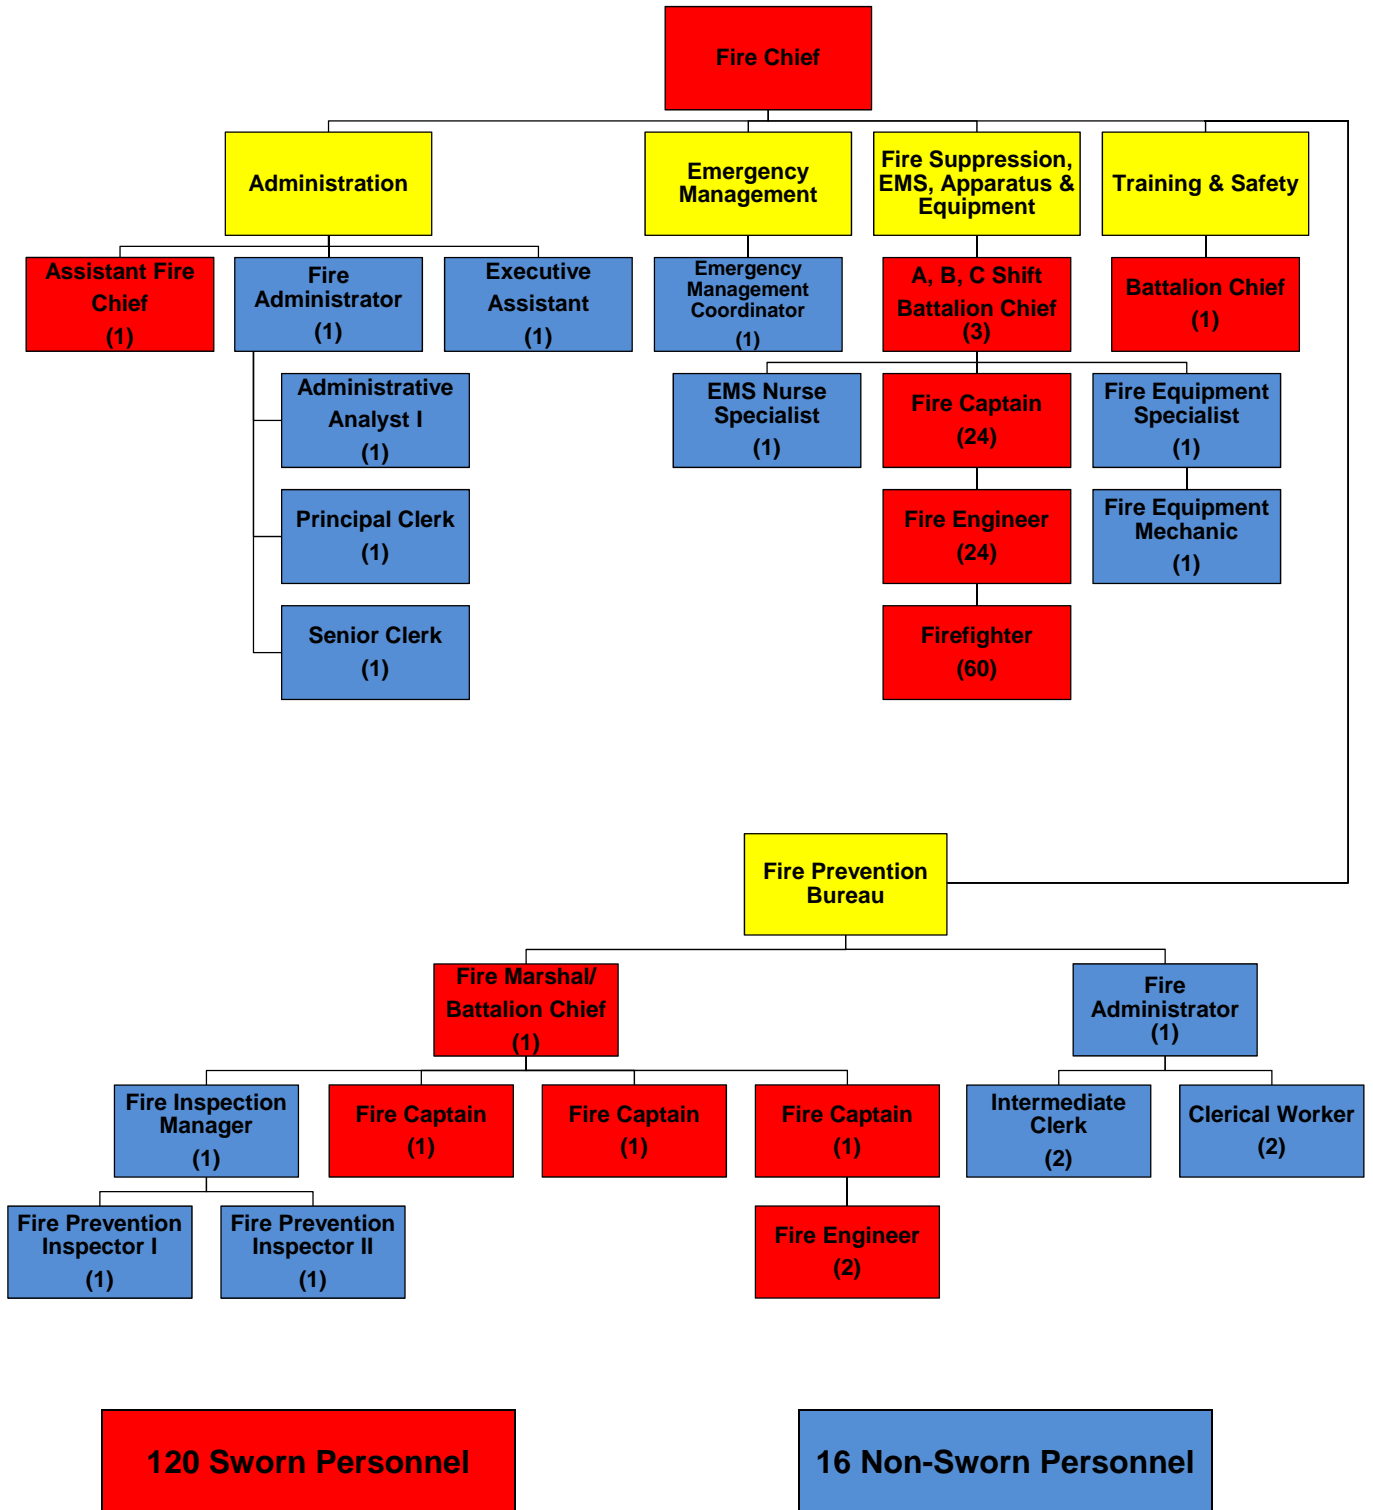 Fire Chief
Administration
Emergency
Management
Fire Suppression,
EMS, Apparatus &
Equipment
Training & Safety
Assistant Fire
Chief
(1)
Fire
Administrator
(1)
Executive
Assistant
(1)
Emergency
Management
Coordinator
(1)
A, B, C Shift
Battalion Chief
(3)
Battalion Chief
(1)
Administrative
Analyst I
(1)
EMS Nurse
Specialist
(1)
Fire Captain
(24)
Fire Equipment
Specialist
(1)
Principal Clerk
(1)
Fire Engineer
(24)
Fire Equipment
Mechanic
(1)
Senior Clerk
(1)
Firefighter
(60)
Fire Prevention
Bureau
Fire Marshal/
Battalion Chief
(1)
Fire
Administrator
(1)
Fire Inspection
Manager
(1)
Fire Captain
(1)
Fire Captain
(1)
Fire Captain
(1)
Intermediate
Clerk
(2)
Clerical Worker
(2)
Fire Prevention
Inspector I
(1)
Fire Prevention
Inspector II
(1)
Fire Engineer
(2)
120 Sworn Personnel
16 Non-Sworn Personnel